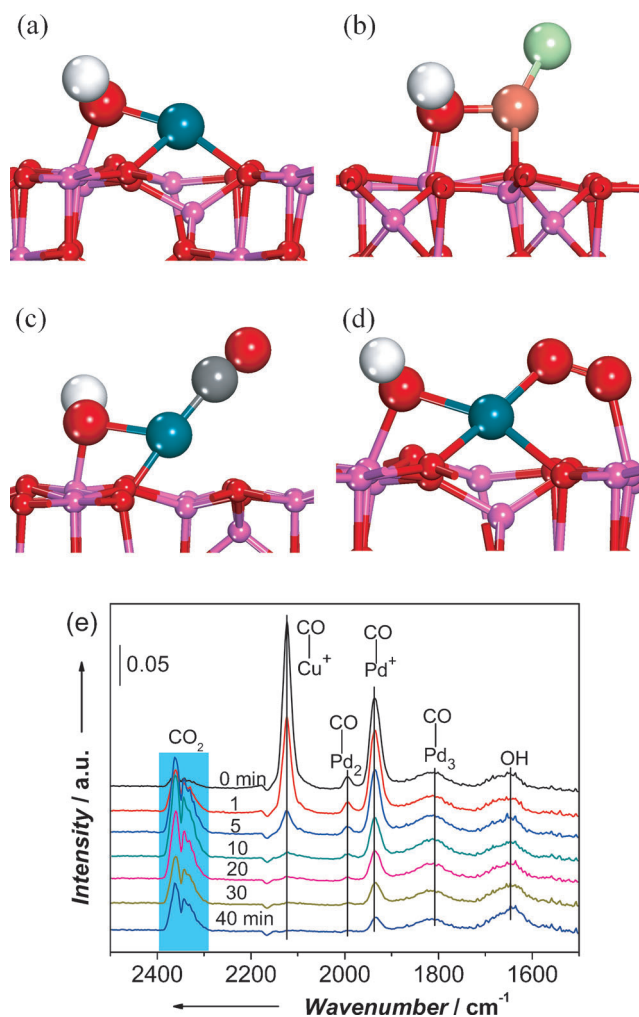 (a)
(b)
(c)
(d)
(e)
0.05
CO
Cu⁺
CO
Pd⁺
CO
Pd₂
CO
Pd₃
OH
CO₂
0 min
1
5
10
20
30
40 min
Intensity / a.u.
2400 2200 2000 1800 1600
Wavenumber / cm⁻¹